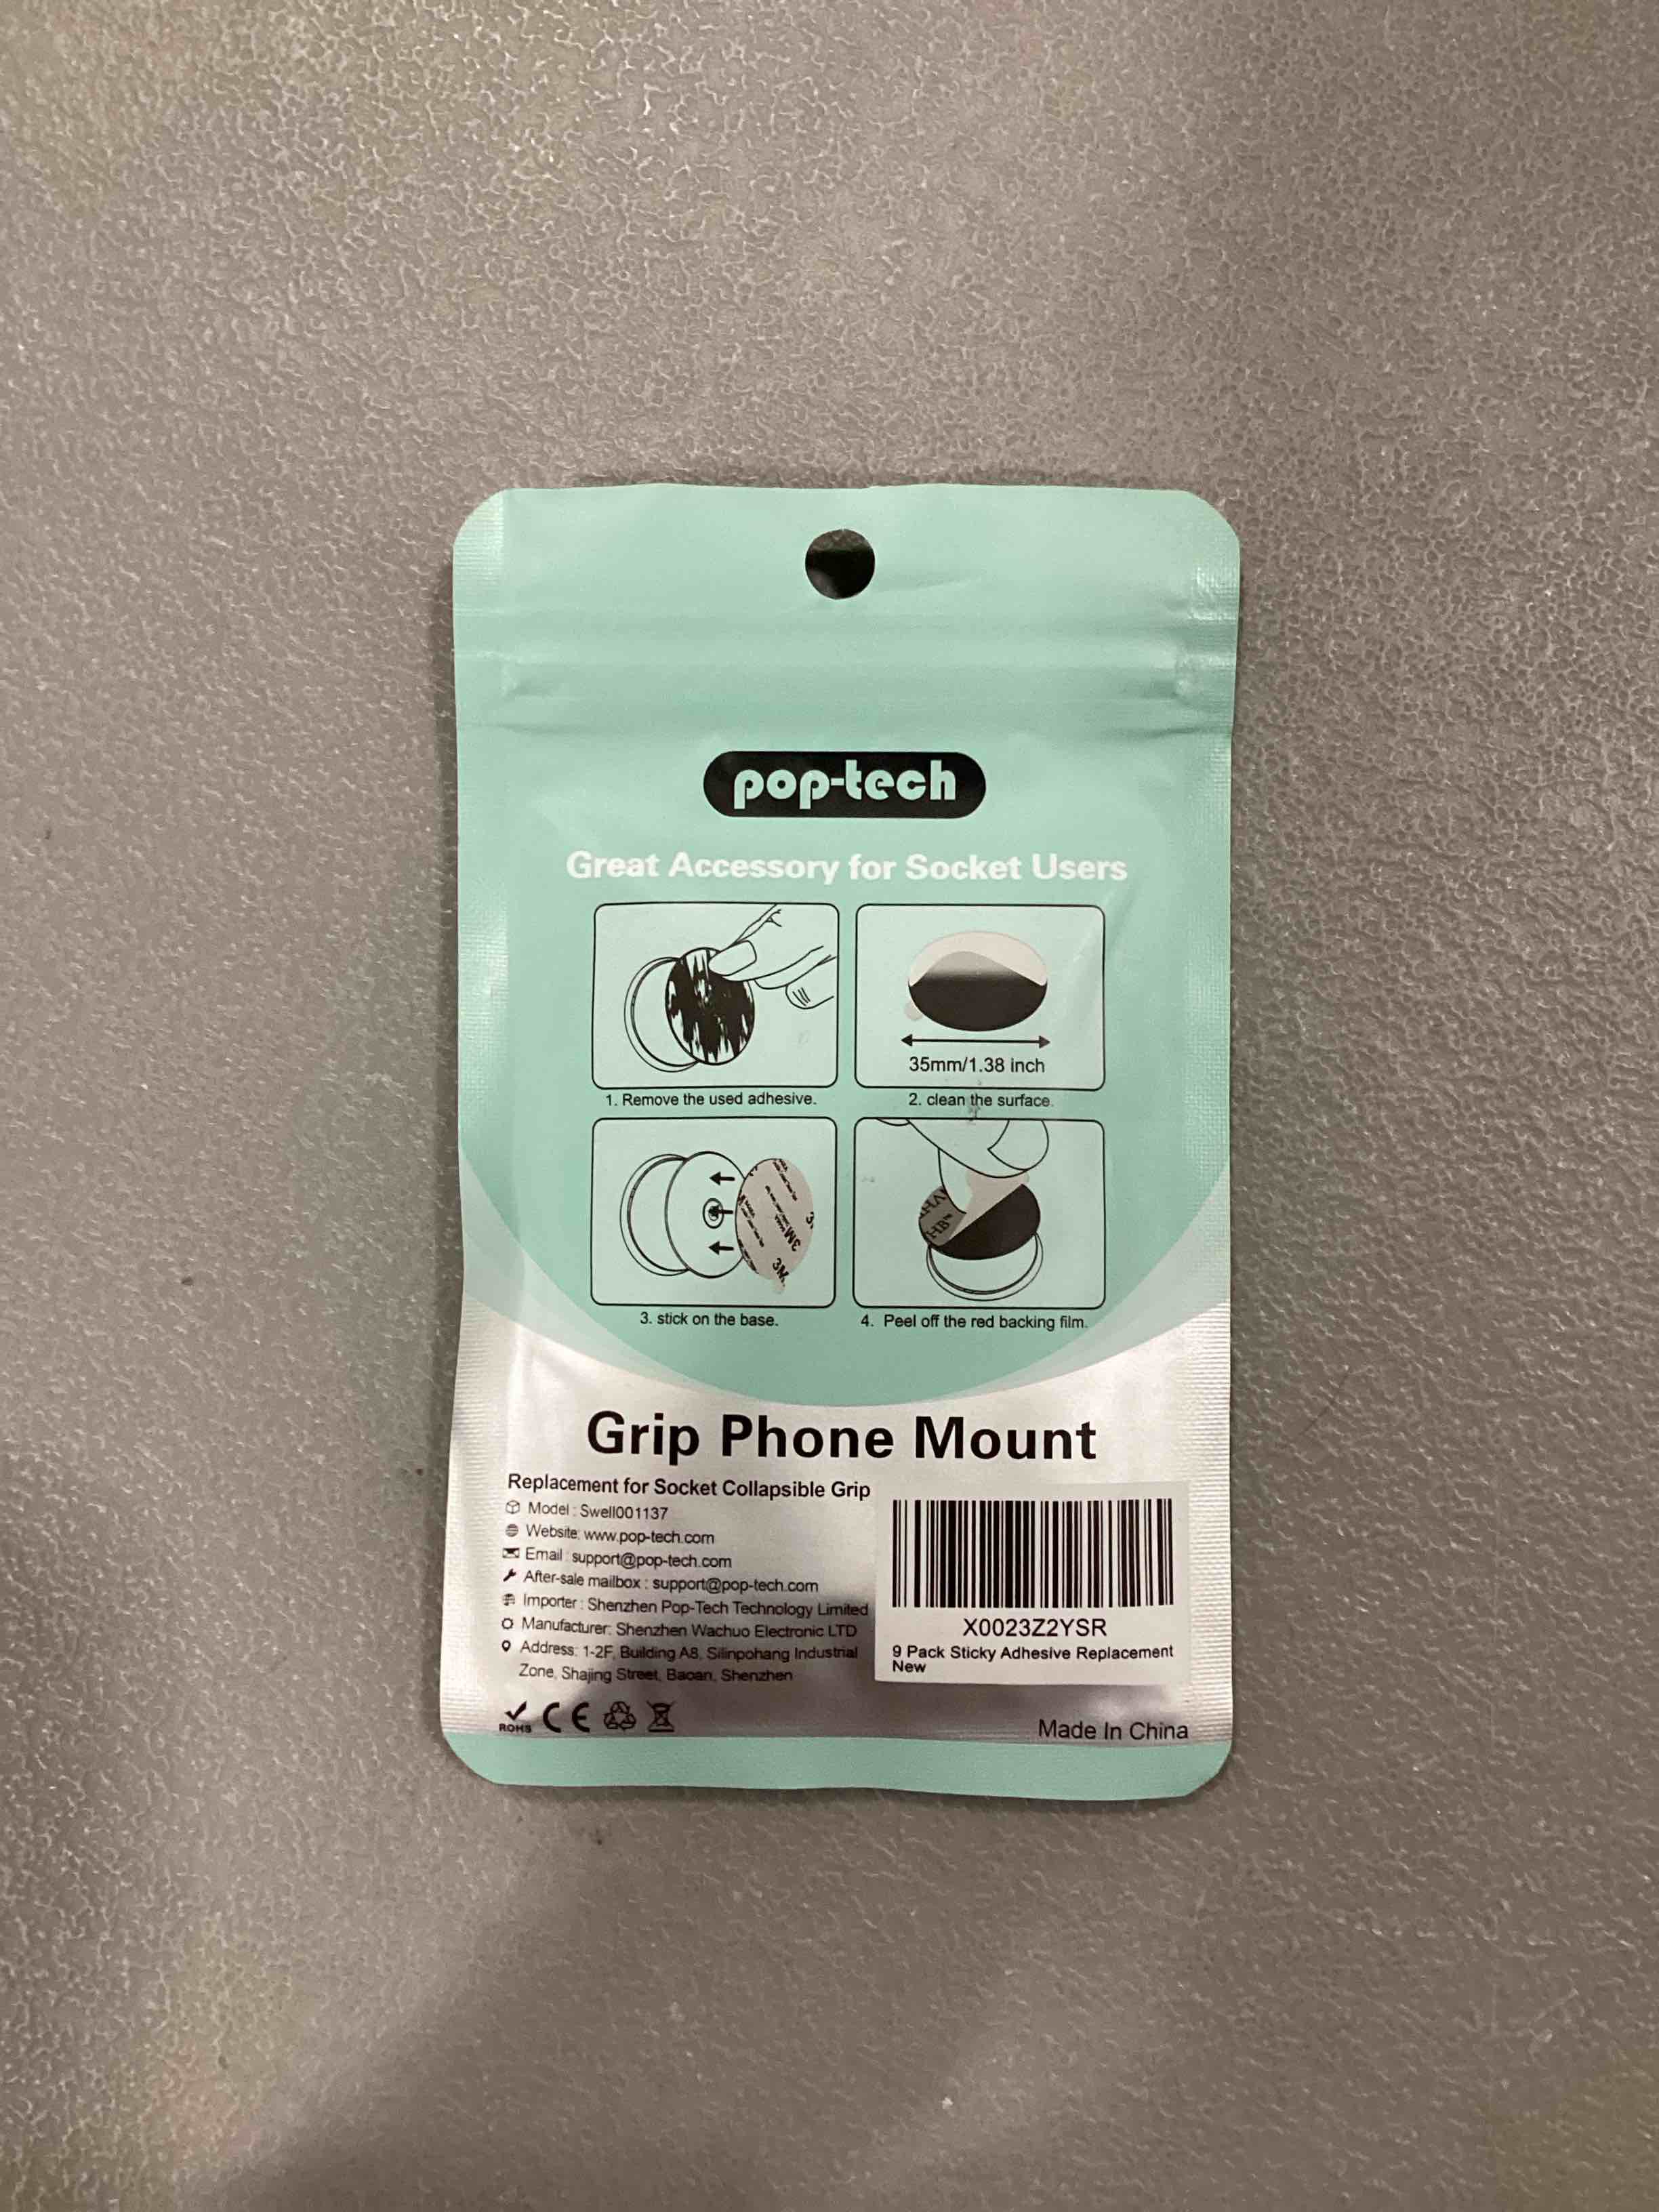 pop-tech
Great Accessory for Socket Users
35mm/1.38 inch
1. Remove the used adhesive.
2. clean the surface.
3M
3M
3. stick on the base.
4. Peel off the red backing film.
Grip Phone Mount
Replacement for Socket Collapsible Grip
Model : Swell001137
Website: www.pop-tech.com
Email : support@pop-tech.com
After-sale mailbox : support@pop-tech.com
Importer : Shenzhen Pop-Tech Technology Limited
Manufacturer: Shenzhen Wachuo Electronic LTD
Address: 1-2F, Building A8, Silinpohang Industrial
Zone, Shajing Street, Baoan, Shenzhen
X0023Z2YSR
9 Pack Sticky Adhesive Replacement
New
ROHS CE
Made In China